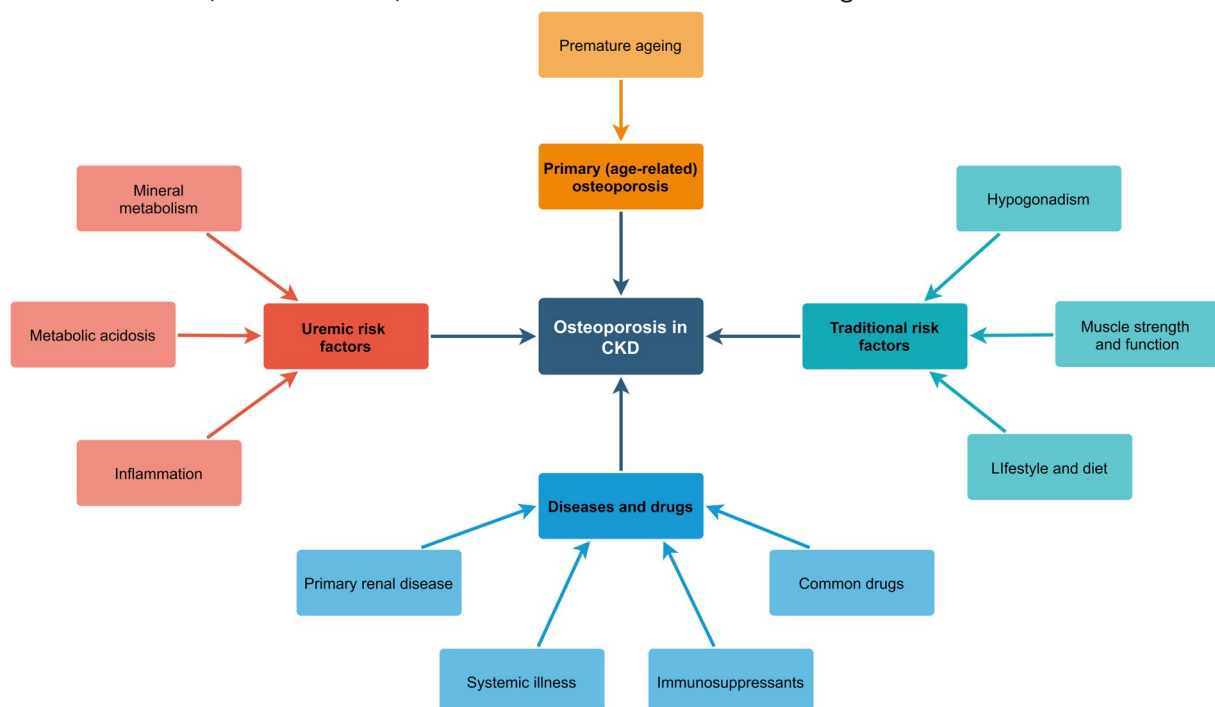 Premature ageing
Primary (age-related)
osteoporosis
Mineral
metabolism
Hypogonadism
Metabolic acidosis
Uremic risk
factors
Osteoporosis in
CKD
Traditional risk
factors
Muscle strength
and function
Inflammation
LIfestyle and diet
Diseases and drugs
Primary renal disease
Common drugs
Systemic illness
Immunosuppressants